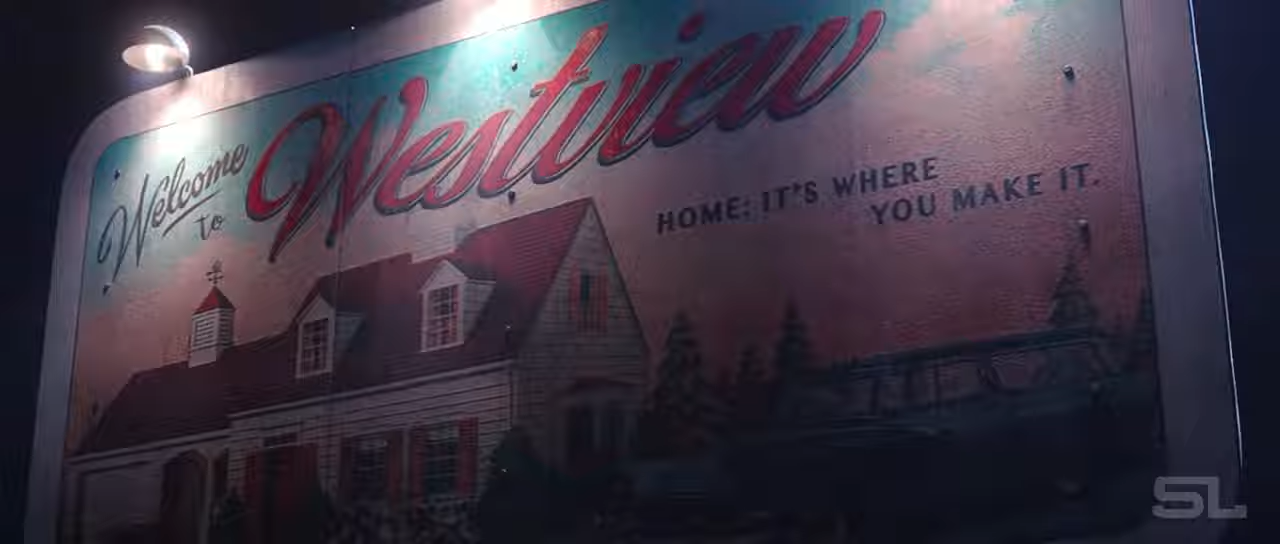 Welcome
to
Westview
HOME: IT'S WHERE
YOU MAKE IT.
SL